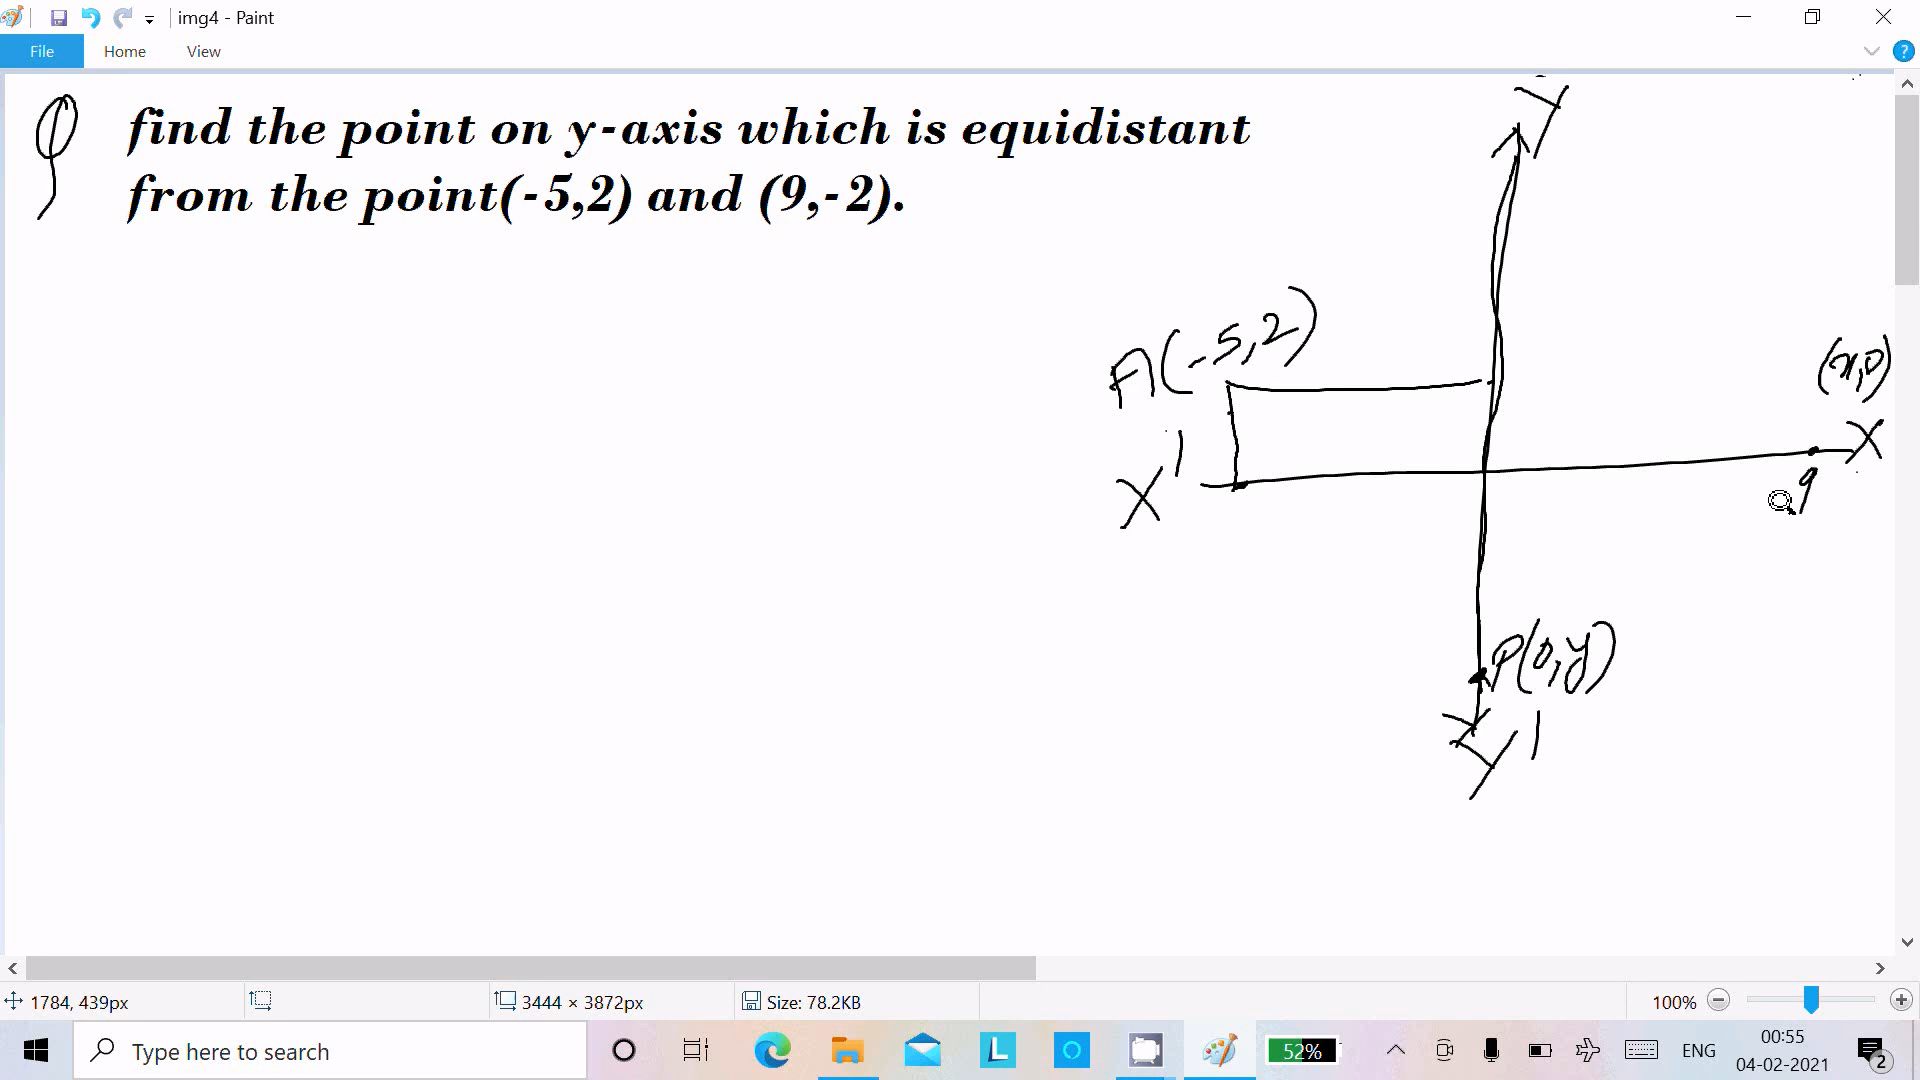 img4 - Paint
File Home View
Q find the point on y-axis which is equidistant
from the point(-5,2) and (9,-2).
Y
A(-5,2)
(x,0)
X' X
9
P(0,y)
Y'
1784, 439px 3444 × 3872px Size: 78.2KB 100%
Type here to search
L
52%
ENG
00:55
04-02-2021
2